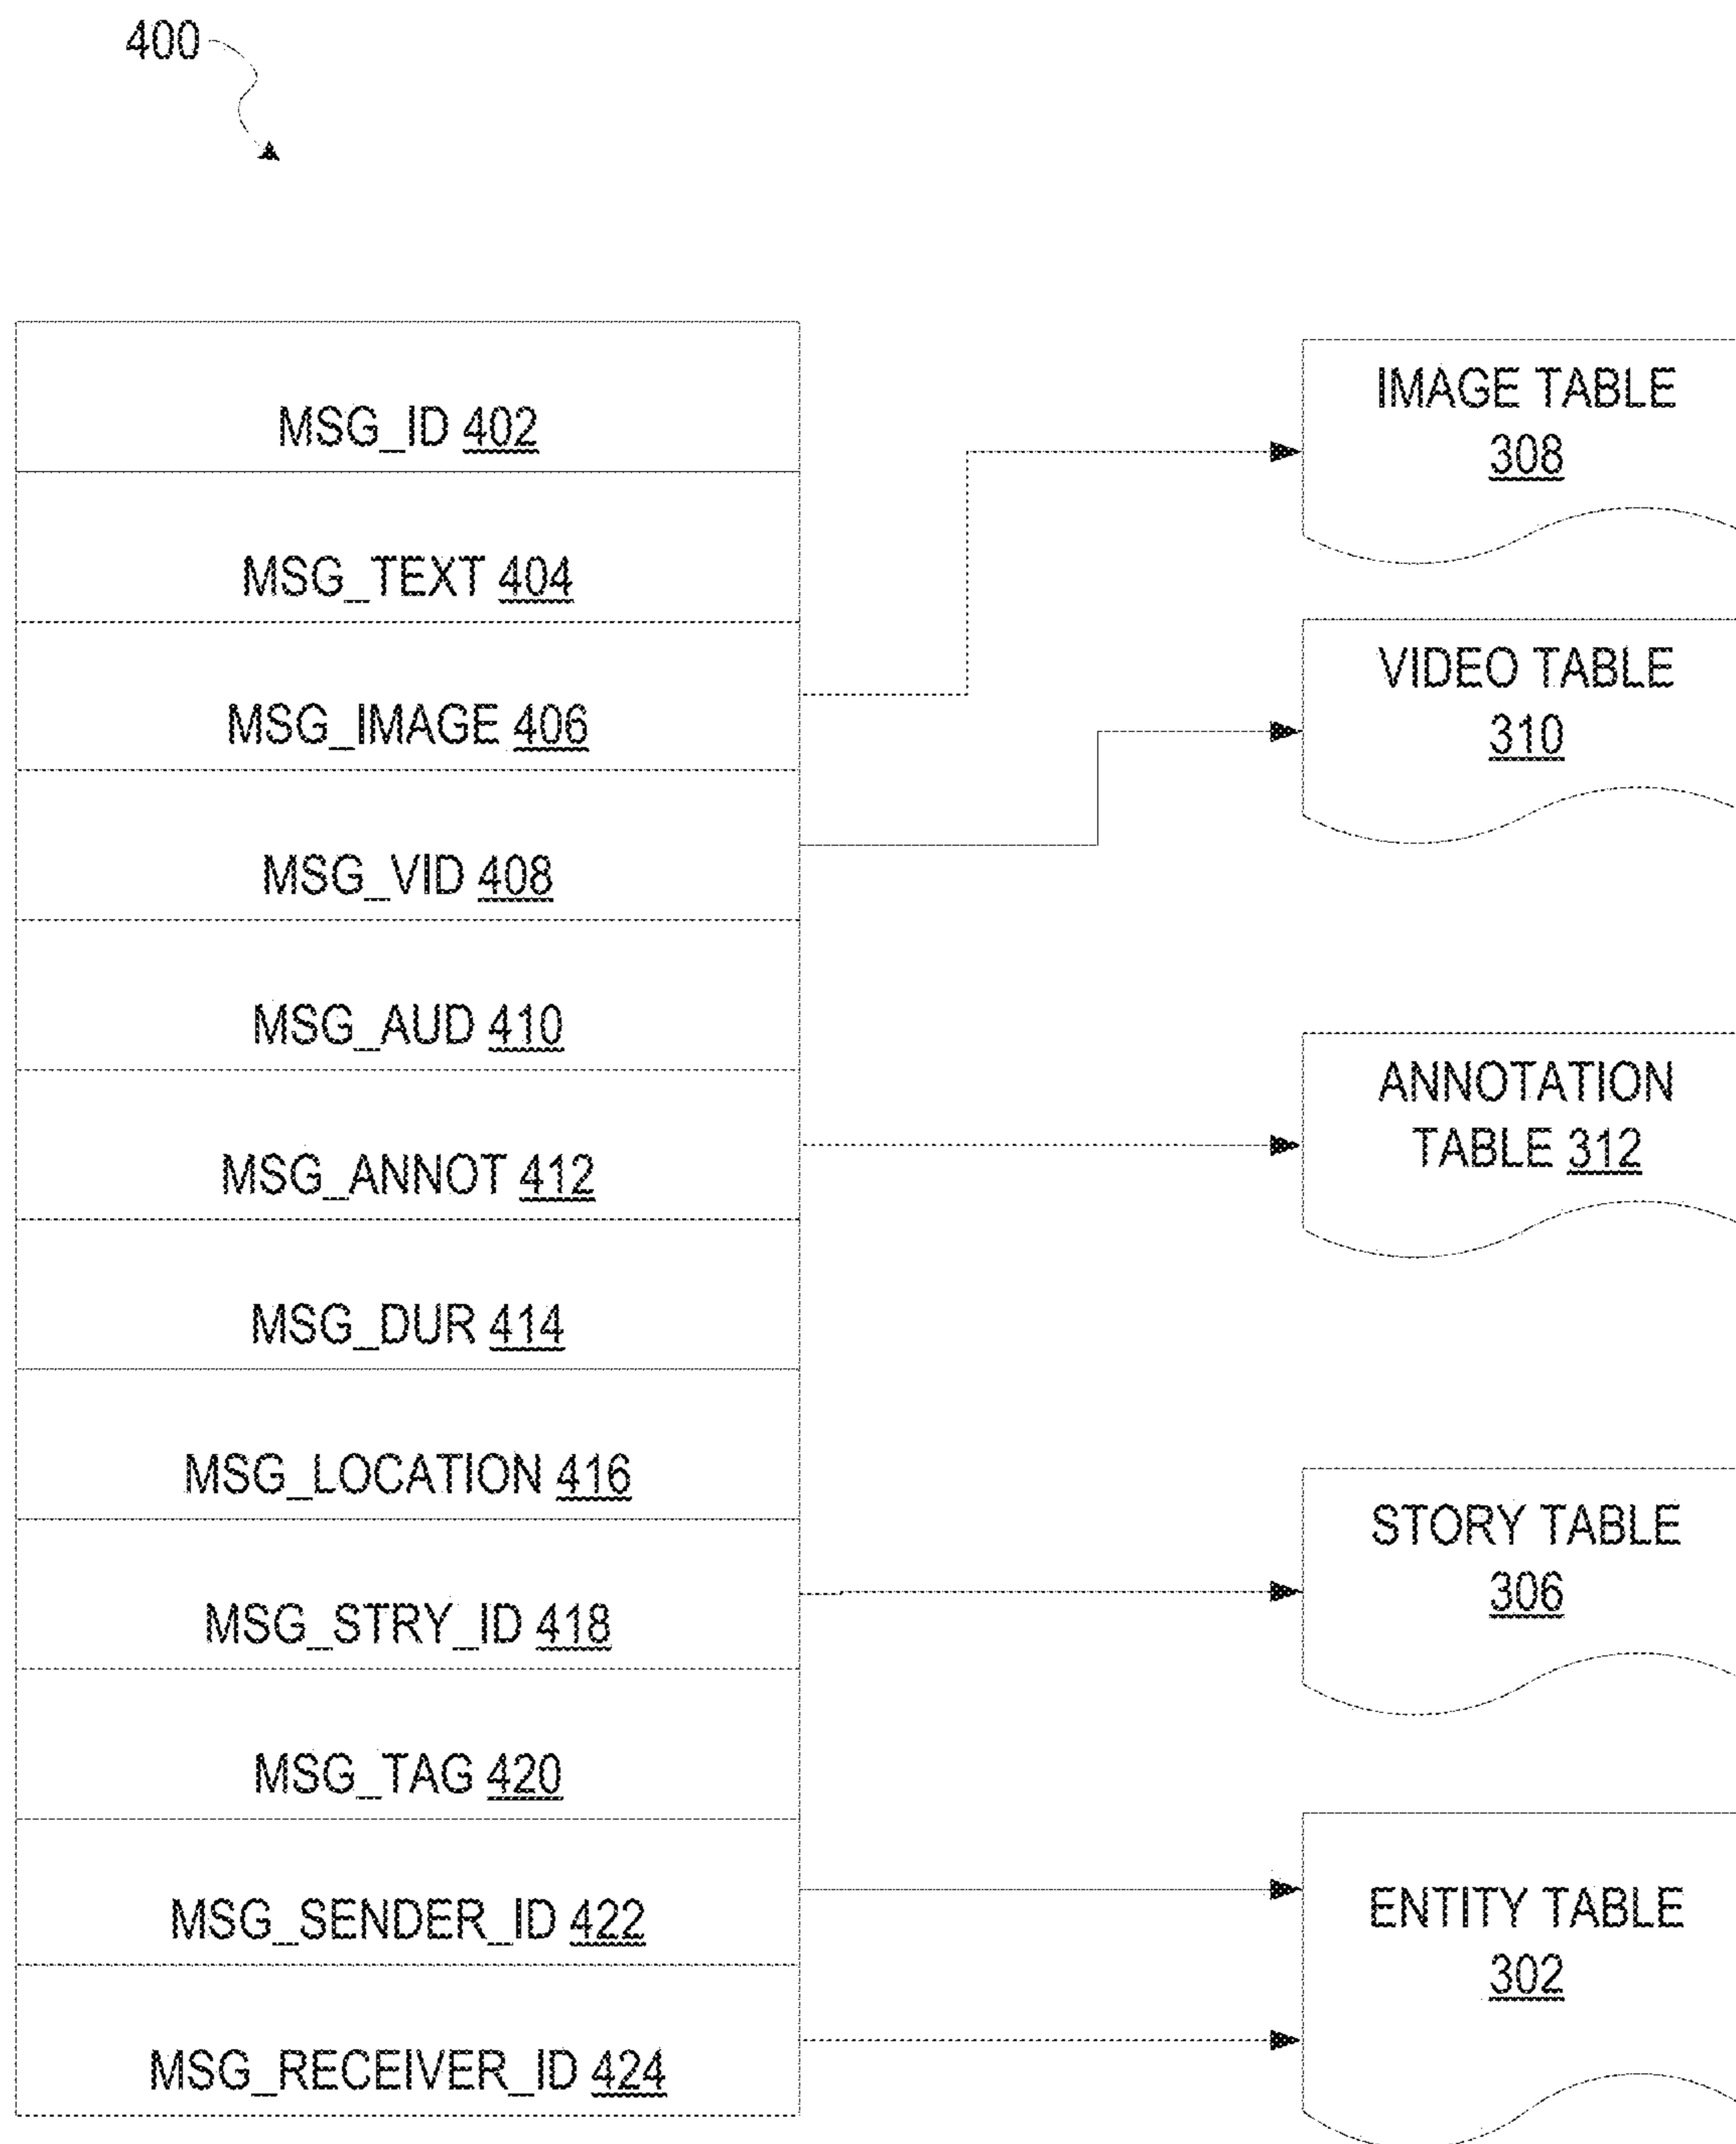 400
MSG_ID 402
MSG_TEXT 404
MSG_IMAGE 406
MSG_VID 408
MSG_AUD 410
MSG_ANNOT 412
MSG_DUR 414
MSG_LOCATION 416
MSG_STRY_ID 418
MSG_TAG 420
MSG_SENDER_ID 422
MSG_RECEIVER_ID 424
IMAGE TABLE
308
VIDEO TABLE
310
ANNOTATION
TABLE 312
STORY TABLE
306
ENTITY TABLE
302